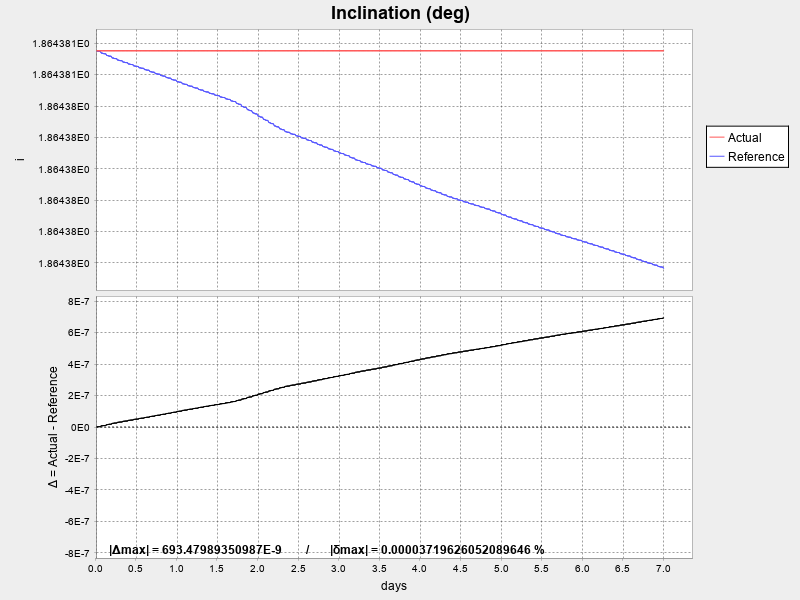 Inclination (deg)
1.864381E0
1.864381E0
1.86438E0
1.86438E0
1.86438E0
1.86438E0
1.86438E0
1.86438E0
i
Actual
Reference
8E-7
6E-7
4E-7
2E-7
0E0
-2E-7
-4E-7
-6E-7
-8E-7
Δ = Actual - Reference
|Δmax| = 693.47989350987E-9 / |δmax| = 0.00003719626052089646 %
0.0 0.5 1.0 1.5 2.0 2.5 3.0 3.5 4.0 4.5 5.0 5.5 6.0 6.5 7.0
days